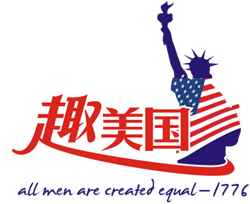 趣美国
all men are created equal-1776